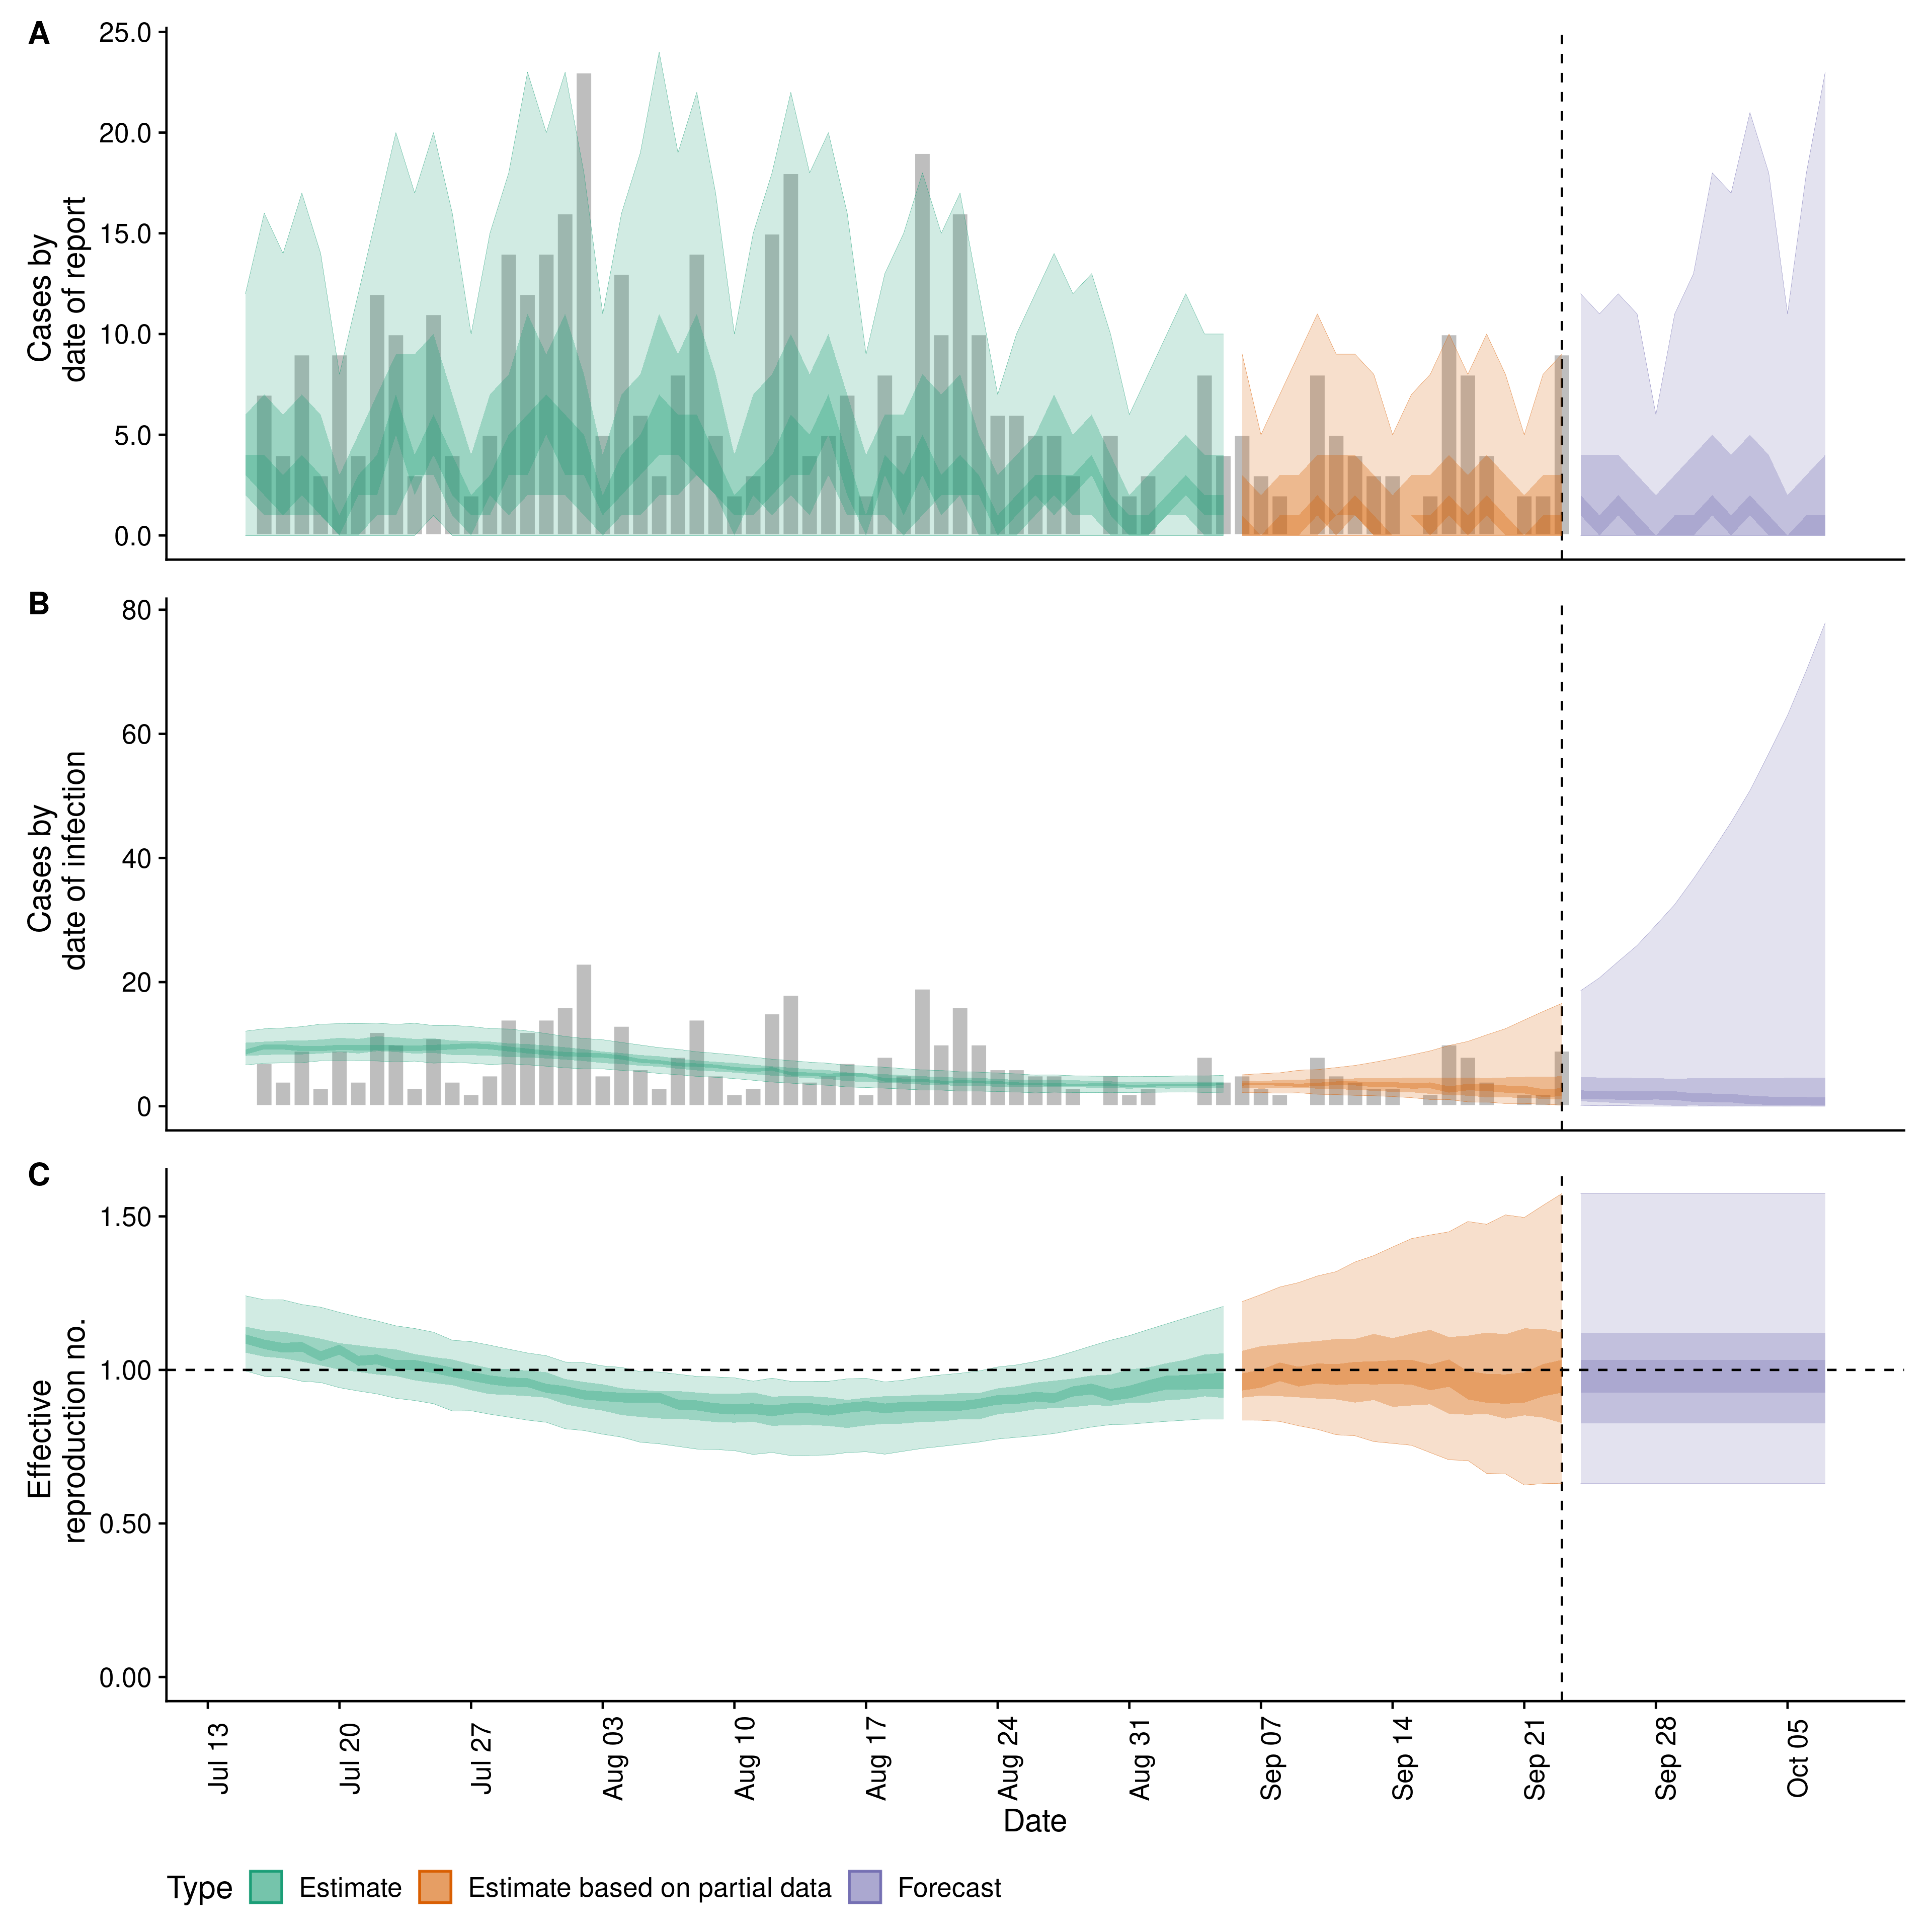 A
25.0
20.0
15.0
10.0
5.0
0.0
Cases by
date of report
B
80
60
40
20
0
Cases by
date of infection
C
1.50
1.00
0.50
0.00
Effective
reproduction no.
Jul 13
Jul 20
Jul 27
Aug 03
Aug 10
Aug 17
Aug 24
Aug 31
Sep 07
Sep 14
Sep 21
Sep 28
Oct 05
Date
Type
Estimate
Estimate based on partial data
Forecast